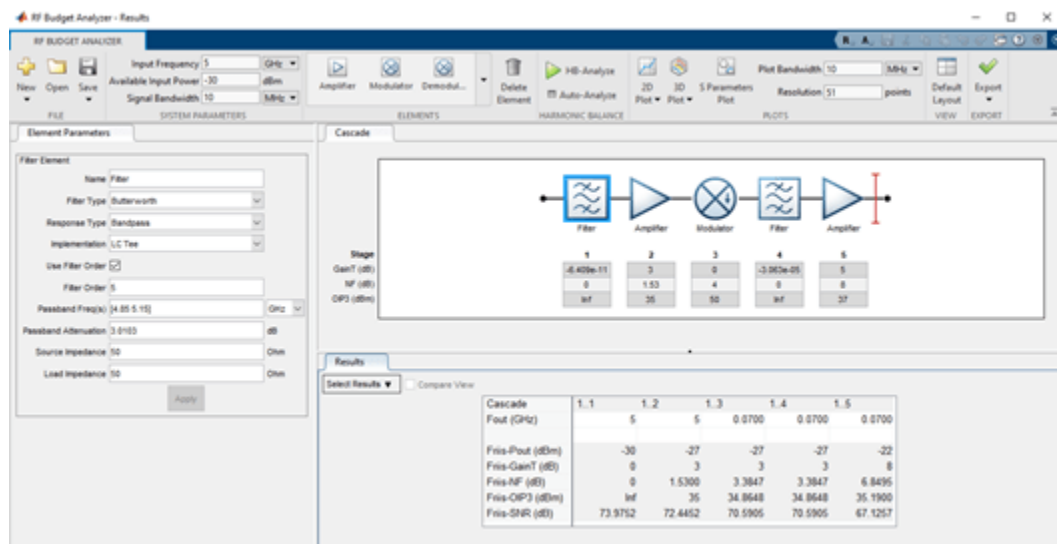 RF Budget Analyzer - Results
RF BUDGET ANALYZER
New Open Save
FILE
Input Frequency 5 GHz
Available Input Power -30 dBm
Signal Bandwidth 10 MHz
SYSTEM PARAMETERS
Amplifier Modulator Demodul...
ELEMENTS
Delete Element
HB-Analyze
Auto-Analyze
HARMONIC BALANCE
2D Plot 3D Plot S Parameters Plot
Plot Bandwidth 10 MHz
Resolution 51 points
PLOTS
Default Layout
VIEW
Export
EXPORT
Element Parameters
Filter Element
Name Filter
Filter Type Butterworth
Response Type Bandpass
Implementation LC Tee
Use Filter Order
Filter Order 5
Passband Freq(s) [4.85 5.15] GHz
Passband Attenuation 3.0103 dB
Source Impedance 50 Ohm
Load Impedance 50 Ohm
Apply
Cascade
Filter Amplifier Modulator Filter Amplifier
Stage 1 2 3 4 5
GainT (dB) -6.409e-11 3 0 -3.063e-05 5
NF (dB) 0 1.53 4 0 8
OIP3 (dBm) Inf 35 50 Inf 37
Results
Select Results Compare View
Cascade 1..1 1..2 1..3 1..4 1..5
Fout (GHz) 5 5 0.0700 0.0700 0.0700
Friis-Pout (dBm) -30 -27 -27 -27 -22
Friis-GainT (dB) 0 3 3 3 8
Friis-NF (dB) 0 1.5300 3.3847 3.3847 6.8495
Friis-OIP3 (dBm) Inf 35 34.8648 34.8648 35.1900
Friis-SNR (dB) 73.9752 72.4452 70.5905 70.5905 67.1257